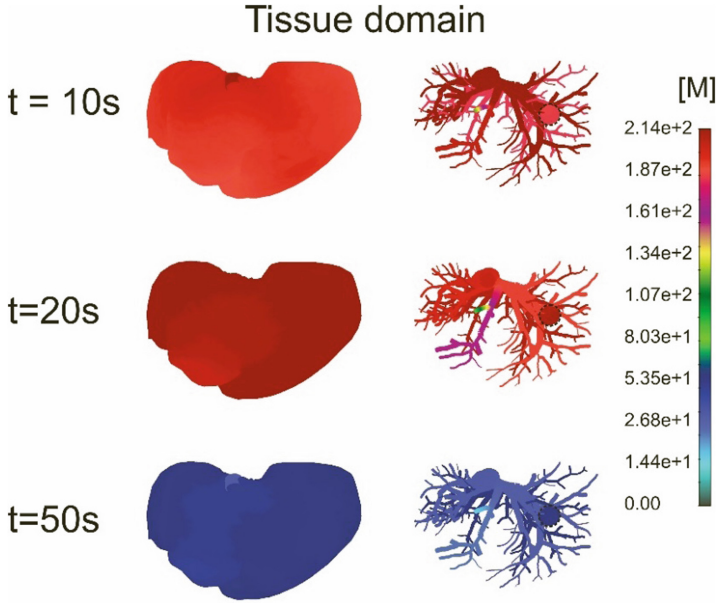 Tissue domain
t = 10s
t=20s
t=50s
[M]
2.14e+2
1.87e+2
1.61e+2
1.34e+2
1.07e+2
8.03e+1
5.35e+1
2.68e+1
1.44e+1
0.00